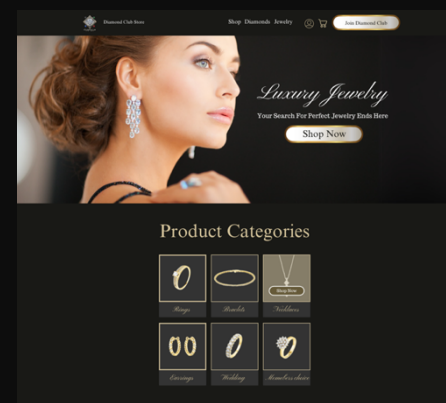 Diamond Club Store
Shop Diamonds Jewelry
Join Diamond Club
Luxury Jewelry
Your Search For Perfect Jewelry Ends Here
Shop Now
Product Categories
Shop Now
Rings
Bracelets
Necklaces
Earrings
Wedding